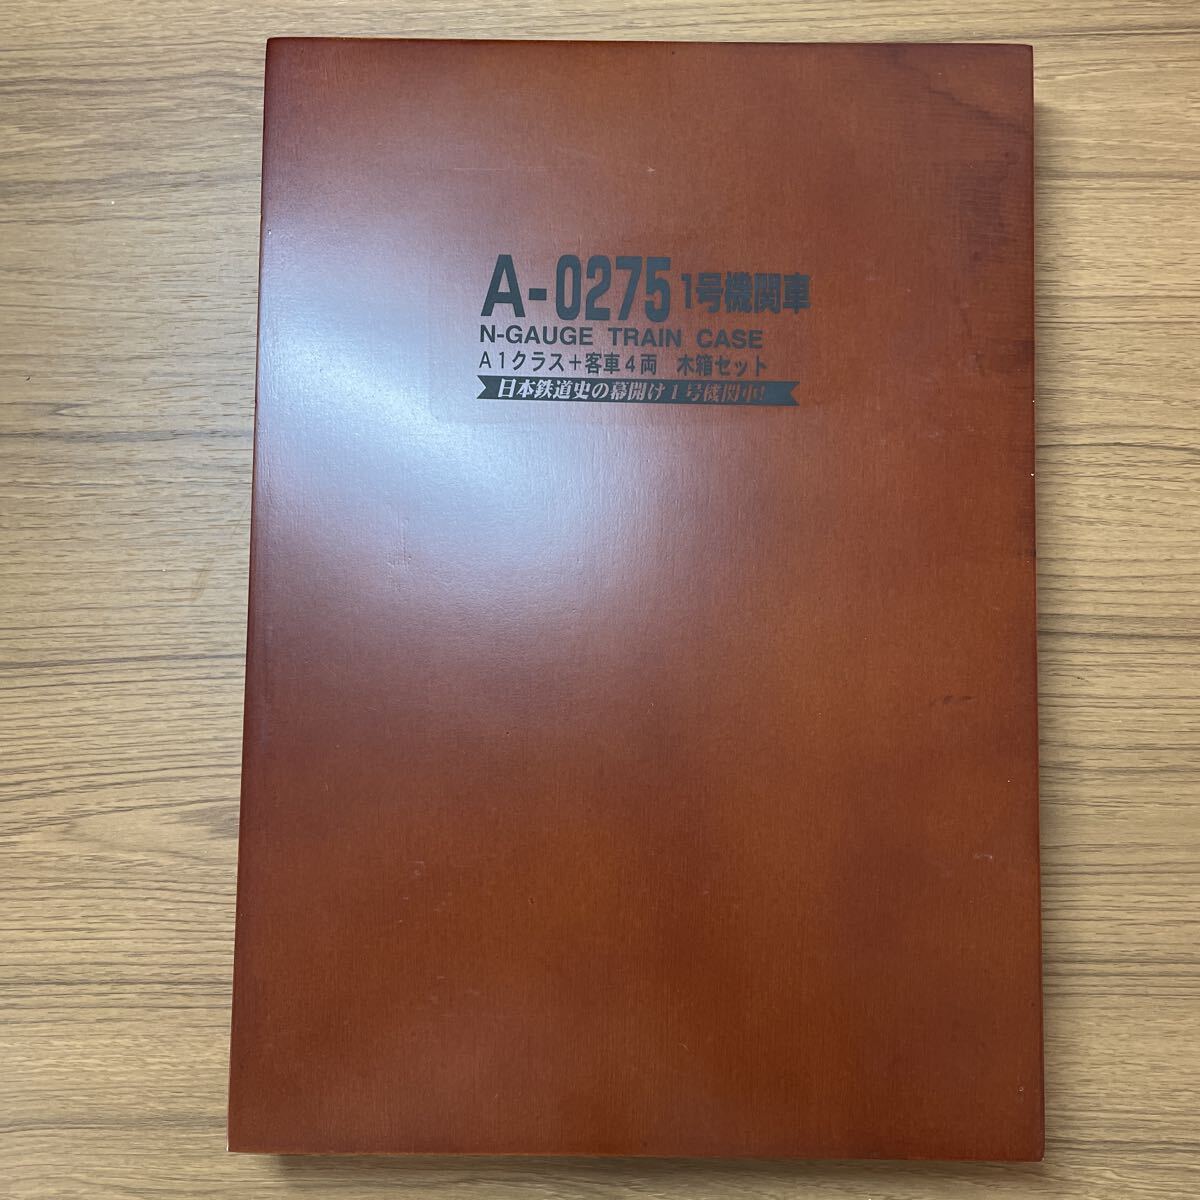 A-0275 1号機関車
N-GAUGE TRAIN CASE
A1クラス+客車4両 木箱セット
日本鉄道史の幕開け1号機関車!